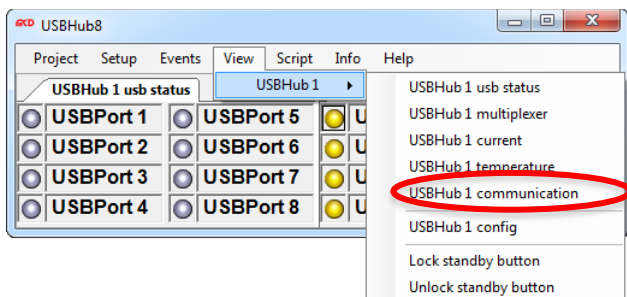 USBHub8
Project Setup Events View Script Info Help
USBHub 1 usb status
USBHub 1
USBPort 1 USBPort 5 U
USBPort 2 USBPort 6 U
USBPort 3 USBPort 7 U
USBPort 4 USBPort 8 U
USBHub 1 usb status
USBHub 1 multiplexer
USBHub 1 current
USBHub 1 temperature
USBHub 1 communication
USBHub 1 config
Lock standby button
Unlock standby button